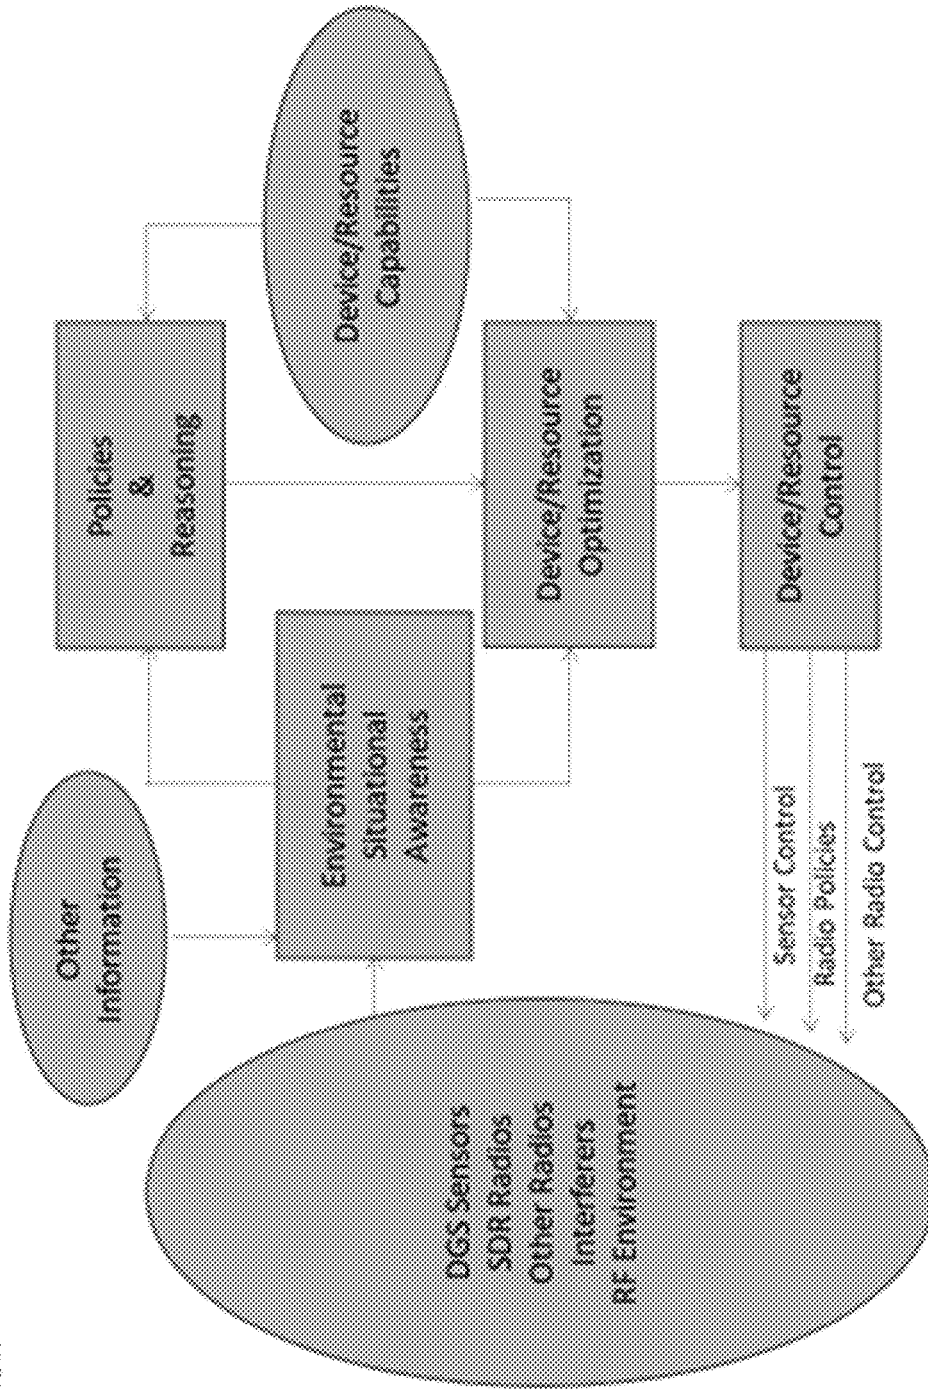 Other
Information
Policies
&
Reasoning
Environmental
Situational
Awareness
Device/Resource
Capabilities
DGS Sensors
SDR Radios
Other Radios
Interferers
RF Environment
Device/Resource
Optimization
Sensor Control
Radio Policies
Other Radio Control
Device/Resource
Control